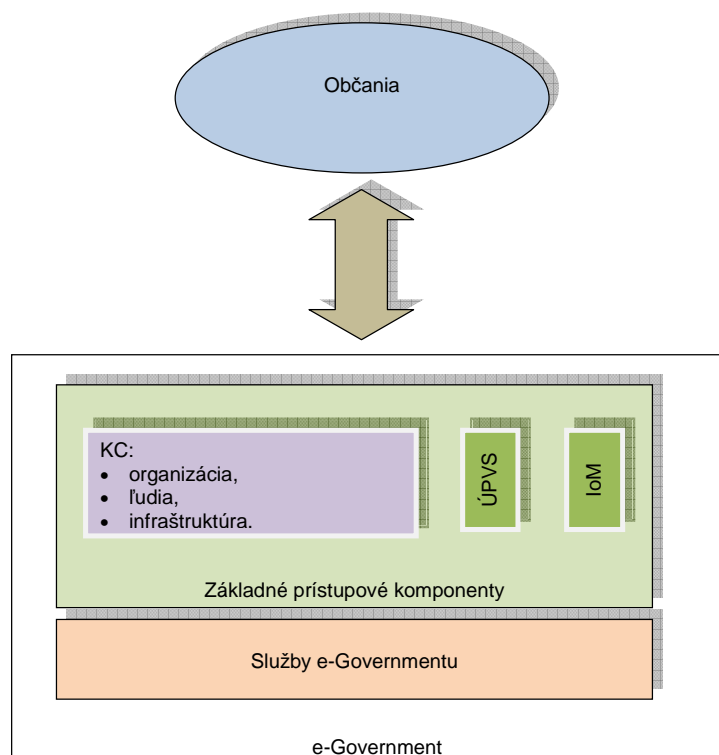 Občania
KC:
• organizácia,
• ľudia,
• infraštruktúra.
ÚPVS
IoM
Základné prístupové komponenty
Služby e-Governmentu
e-Government